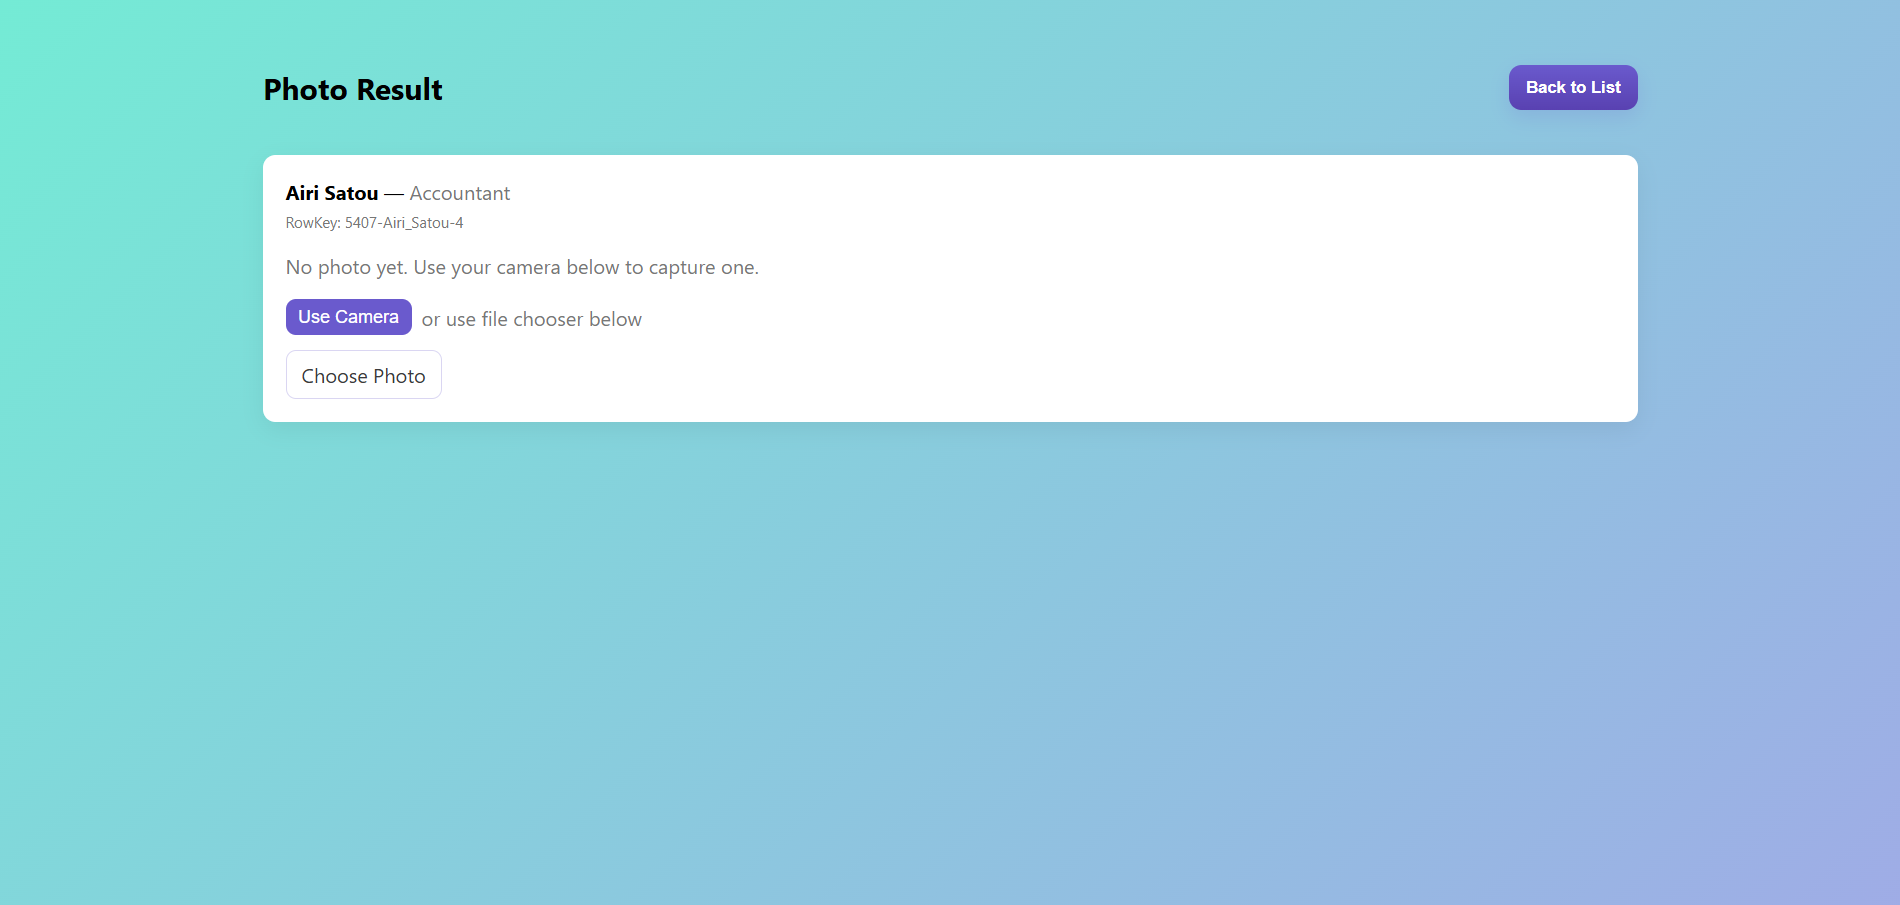 Photo Result
Back to List
Airi Satou — Accountant
RowKey: 5407-Airi_Satou-4
No photo yet. Use your camera below to capture one.
Use Camera or use file chooser below
Choose Photo